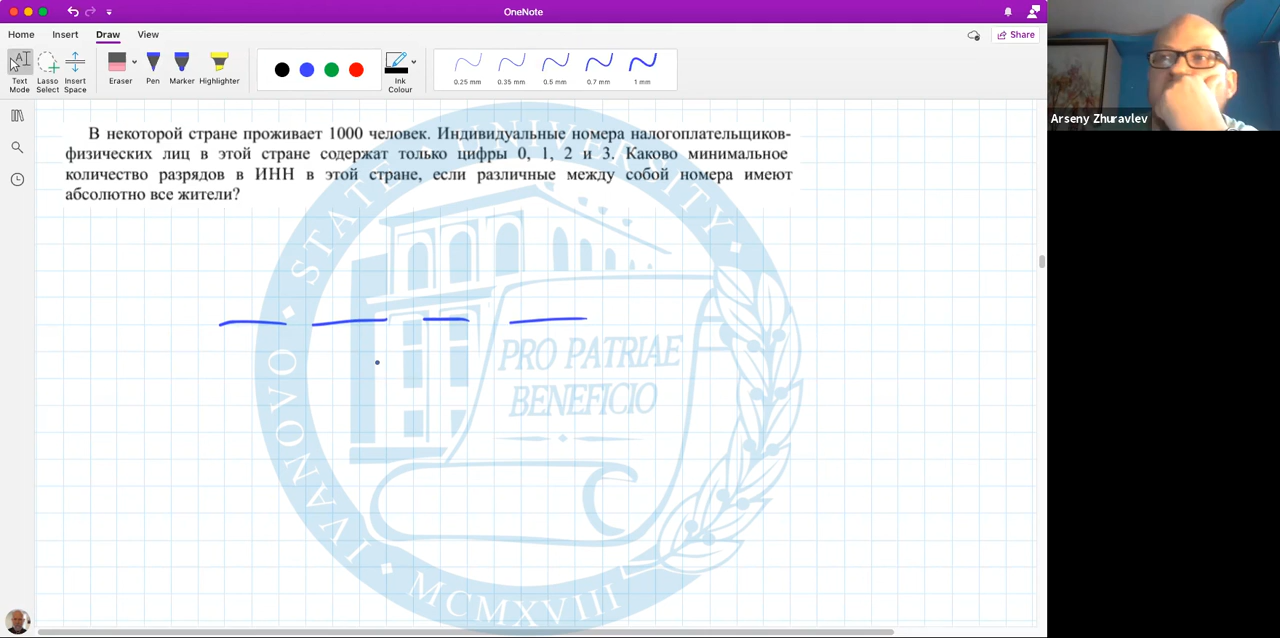 OneNote
Home Insert Draw View
Share
Text Mode
Lasso Select
Insert Space
Eraser
Pen
Marker
Highlighter
Ink Colour
0.25 mm
0.35 mm
0.5 mm
0.7 mm
1 mm
Arseny Zhuravlev
В некоторой стране проживает 1000 человек. Индивидуальные номера налогоплательщиков-
физических лиц в этой стране содержат только цифры 0, 1, 2 и 3. Каково минимальное
количество разрядов в ИНН в этой стране, если различные между собой номера имеют
абсолютно все жители?
IVANOVO STATE UNIVERSITY
PRO PATRIAE
BENEFICIO
MCMXVIII